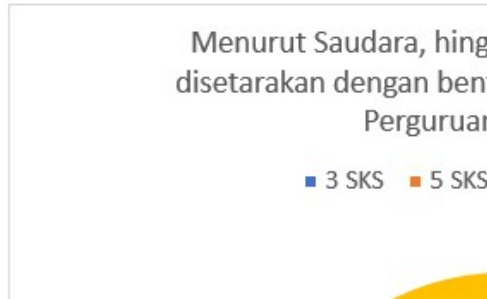 Menurut Saudara, hing
disetarakan dengan ben
Perguruan
3 SKS 5 SKS